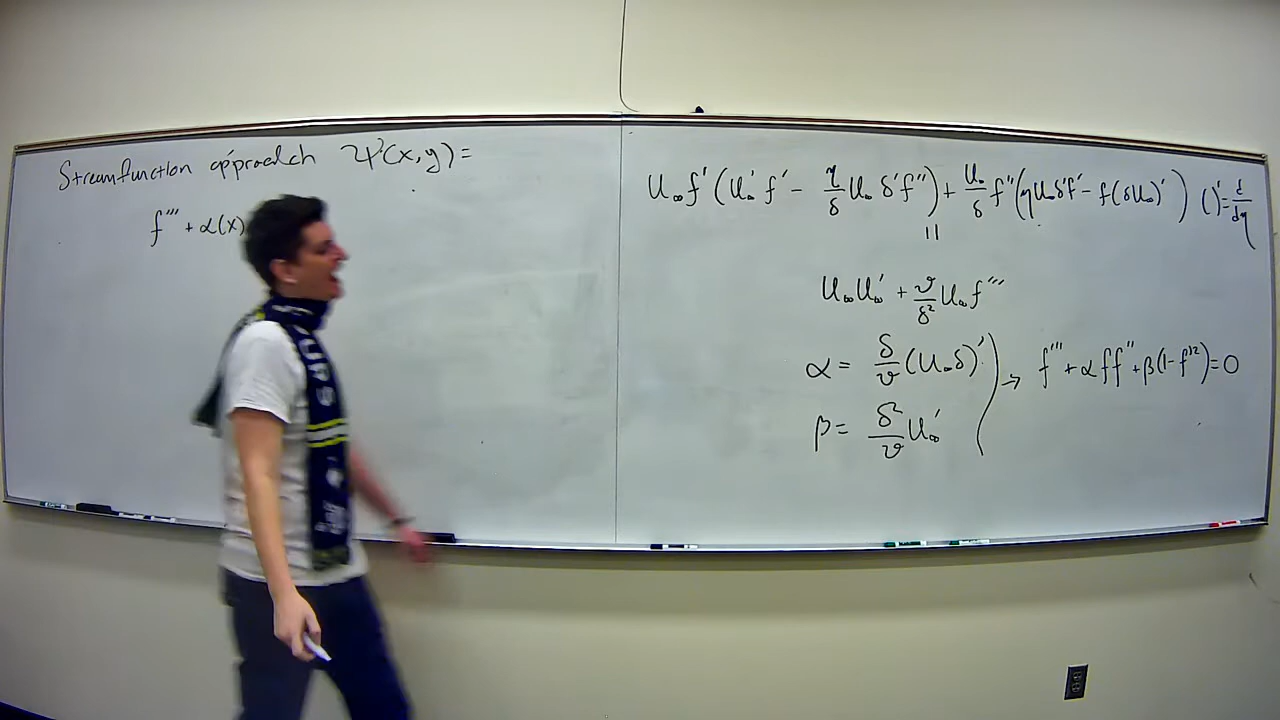 Streamfunction approach Ψ(x,y)=
f''' + α(x)
U∞f'(U∞'f' - η/δ U∞δ'f'') + U∞/δ f''(ηU∞δ'f' - f(δU∞)') ()'=d/dη
||
U∞U∞' + ν/δ² U∞f'''
α = δ/ν (U∞δ)' → f''' + αff'' + β(1-f'²)=0
β = δ²/ν U∞'